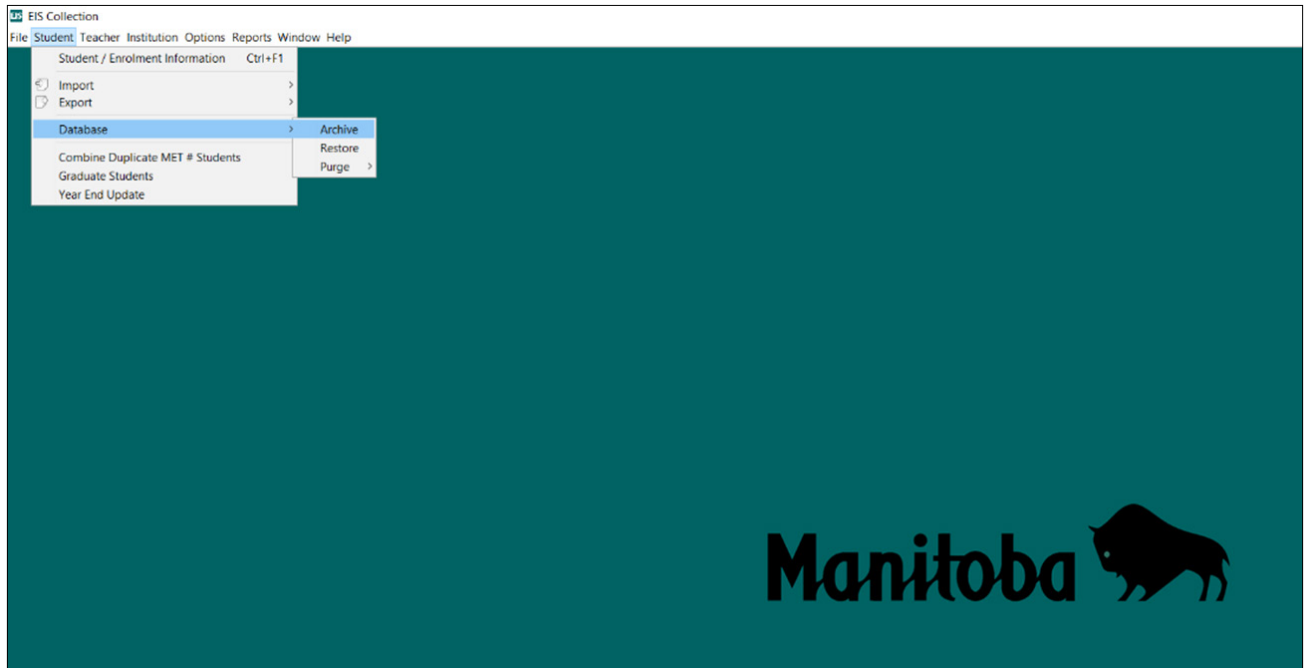 EIS Collection
File Student Teacher Institution Options Reports Window Help
Student / Enrolment Information Ctrl+F1
Import
Export
Database
Combine Duplicate MET # Students
Graduate Students
Year End Update
Archive
Restore
Purge
Manitoba